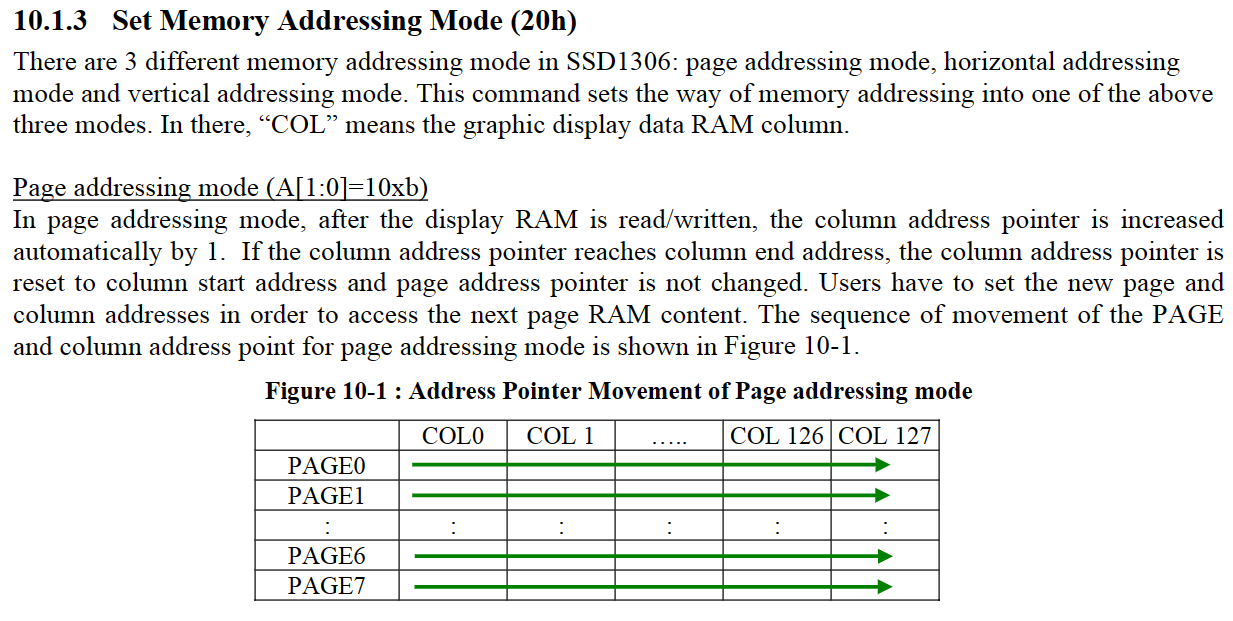 10.1.3 Set Memory Addressing Mode (20h)
There are 3 different memory addressing mode in SSD1306: page addressing mode, horizontal addressing
mode and vertical addressing mode. This command sets the way of memory addressing into one of the above
three modes. In there, “COL” means the graphic display data RAM column.
Page addressing mode (A[1:0]=10xb)
In page addressing mode, after the display RAM is read/written, the column address pointer is increased
automatically by 1. If the column address pointer reaches column end address, the column address pointer is
reset to column start address and page address pointer is not changed. Users have to set the new page and
column addresses in order to access the next page RAM content. The sequence of movement of the PAGE
and column address point for page addressing mode is shown in Figure 10-1.
Figure 10-1 : Address Pointer Movement of Page addressing mode
COL0 COL 1 ..... COL 126 COL 127
PAGE0
PAGE1
: : : : : :
PAGE6
PAGE7